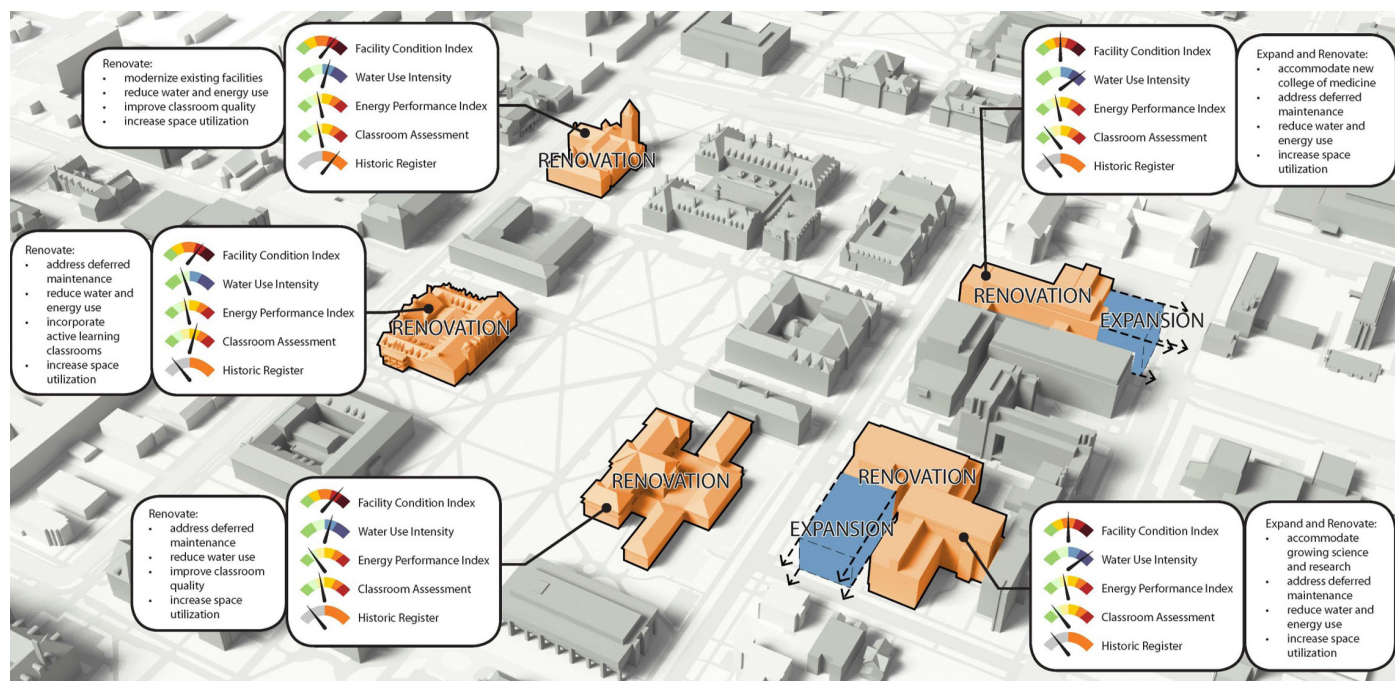 Renovate:
• modernize existing facilities
• reduce water and energy use
• improve classroom quality
• increase space utilization
Facility Condition Index
Water Use Intensity
Energy Performance Index
Classroom Assessment
Historic Register
RENOVATION
Facility Condition Index
Water Use Intensity
Energy Performance Index
Classroom Assessment
Historic Register
Expand and Renovate:
• accommodate new
college of medicine
• address deferred
maintenance
• reduce water and
energy use
• increase space
utilization
RENOVATION
EXPANSION
Renovate:
• address deferred
maintenance
• reduce water and
energy use
• incorporate
active learning
classrooms
• increase space
utilization
Facility Condition Index
Water Use Intensity
Energy Performance Index
Classroom Assessment
Historic Register
RENOVATION
Renovate:
• address deferred
maintenance
• reduce water use
• improve classroom
quality
• increase space
utilization
Facility Condition Index
Water Use Intensity
Energy Performance Index
Classroom Assessment
Historic Register
RENOVATION
RENOVATION
EXPANSION
Facility Condition Index
Water Use Intensity
Energy Performance Index
Classroom Assessment
Historic Register
Expand and Renovate:
• accommodate
growing science
and research
• address deferred
maintenance
• reduce water and
energy use
• increase space
utilization